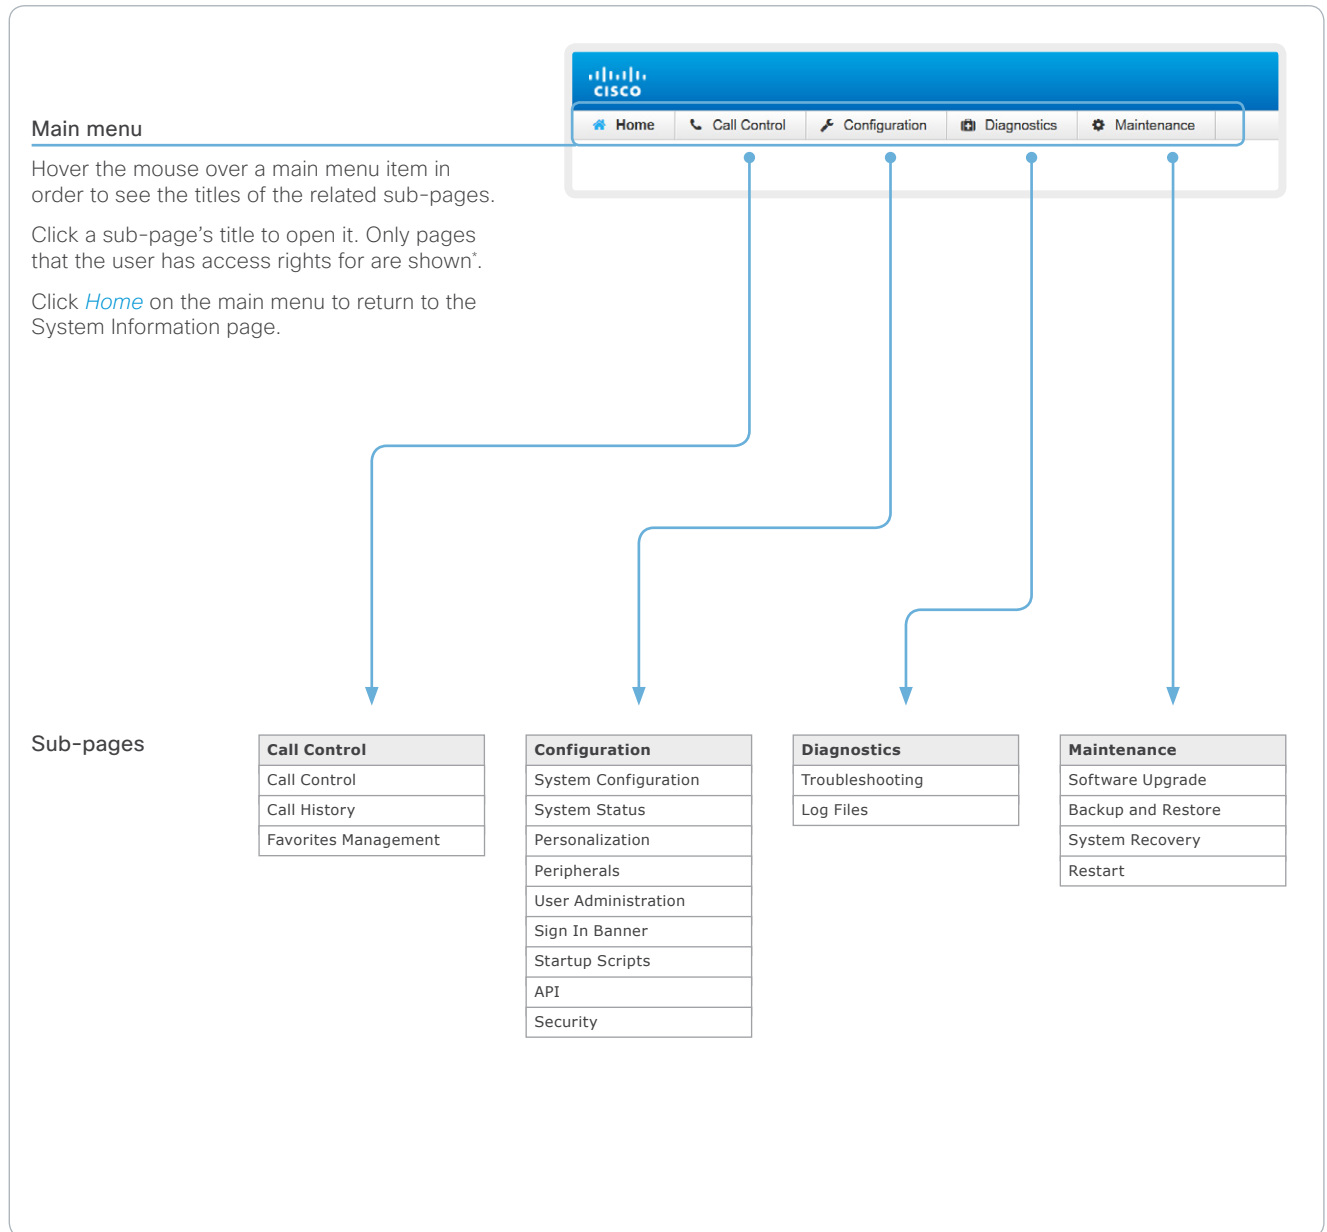 CISCO
Home Call Control Configuration Diagnostics Maintenance
Main menu
Hover the mouse over a main menu item in
order to see the titles of the related sub-pages.
Click a sub-page’s title to open it. Only pages
that the user has access rights for are shown*.
Click Home on the main menu to return to the
System Information page.
Sub-pages
Call Control
Call Control
Call History
Favorites Management
Configuration
System Configuration
System Status
Personalization
Peripherals
User Administration
Sign In Banner
Startup Scripts
API
Security
Diagnostics
Troubleshooting
Log Files
Maintenance
Software Upgrade
Backup and Restore
System Recovery
Restart